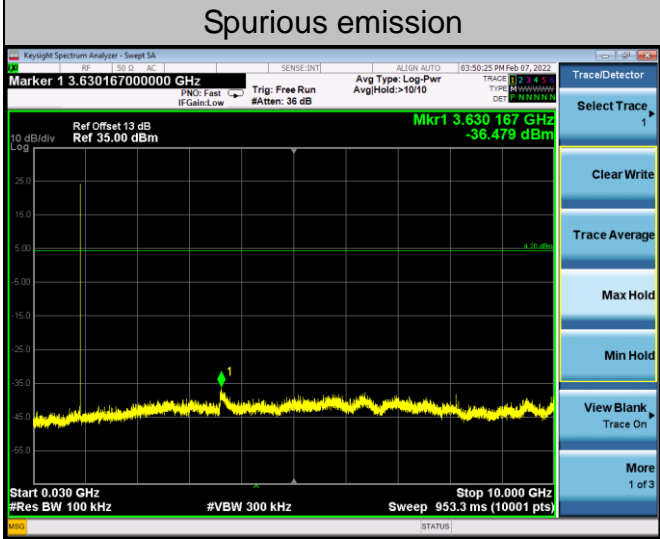 Spurious emission
Keysight Spectrum Analyzer - Swept SA
RF 50 Ω AC SENSE:INT ALIGN AUTO 03:50:25 PM Feb 07, 2022
Marker 1 3.630167000000 GHz
PNO: Fast
IFGain:Low
Trig: Free Run
#Atten: 36 dB
Avg Type: Log-Pwr
Avg|Hold:>10/10
TRACE 1 2 3 4 5 6
TYPE M WWWWW
DET P N N N N N
Ref Offset 13 dB
10 dB/div Ref 35.00 dBm
Log
Mkr1 3.630 167 GHz
-36.479 dBm
25.0
15.0
5.00
4.20 dBm
-5.00
-15.0
-25.0
-35.0
1
-45.0
-55.0
Start 0.030 GHz Stop 10.000 GHz
#Res BW 100 kHz #VBW 300 kHz Sweep 953.3 ms (10001 pts)
MSG STATUS
Trace/Detector
Select Trace
1
Clear Write
Trace Average
Max Hold
Min Hold
View Blank
Trace On
More
1 of 3